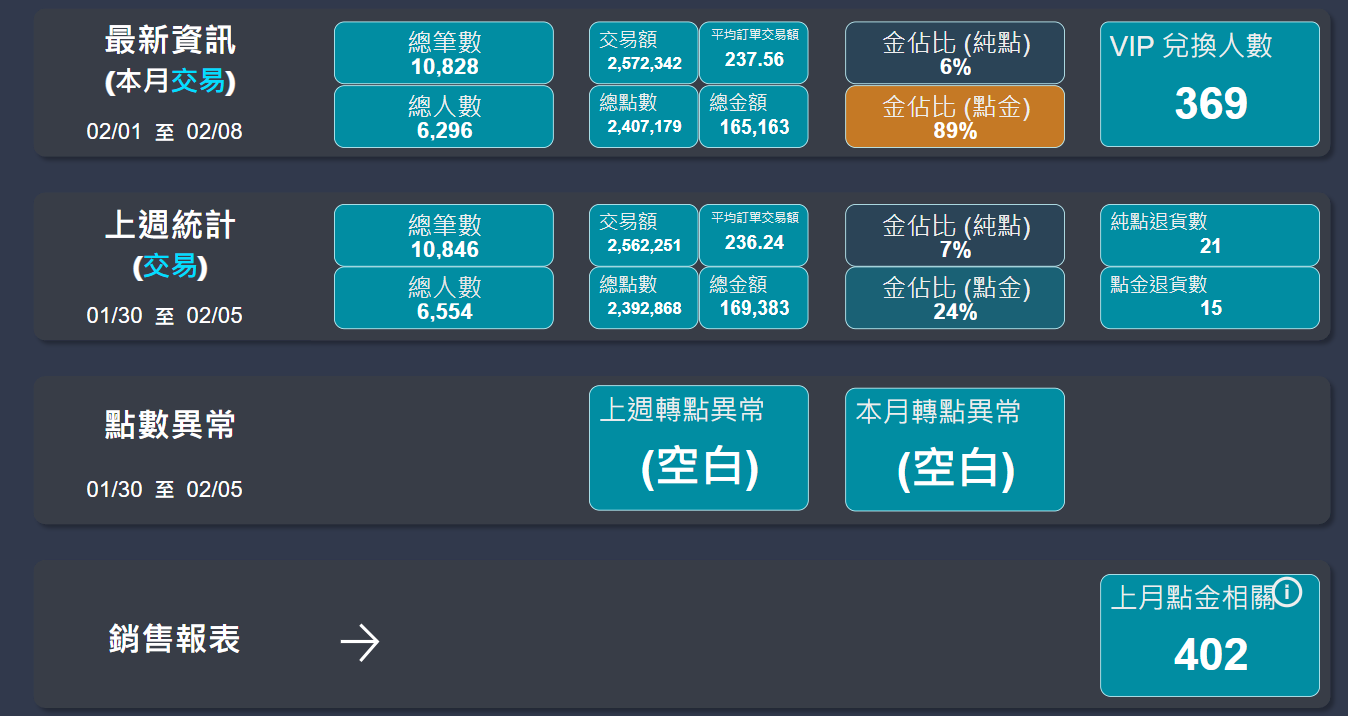 最新資訊
(本月交易)
02/01 至 02/08
總筆數
10,828
總人數
6,296
交易額
2,572,342
平均訂單交易額
237.56
總點數
2,407,179
總金額
165,163
金佔比 (純點)
6%
金佔比 (點金)
89%
VIP 兌換人數
369
上週統計
(交易)
01/30 至 02/05
總筆數
10,846
總人數
6,554
交易額
2,562,251
平均訂單交易額
236.24
總點數
2,392,868
總金額
169,383
金佔比 (純點)
7%
金佔比 (點金)
24%
純點退貨數
21
點金退貨數
15
點數異常
01/30 至 02/05
上週轉點異常
(空白)
本月轉點異常
(空白)
銷售報表
上月點金相關
402